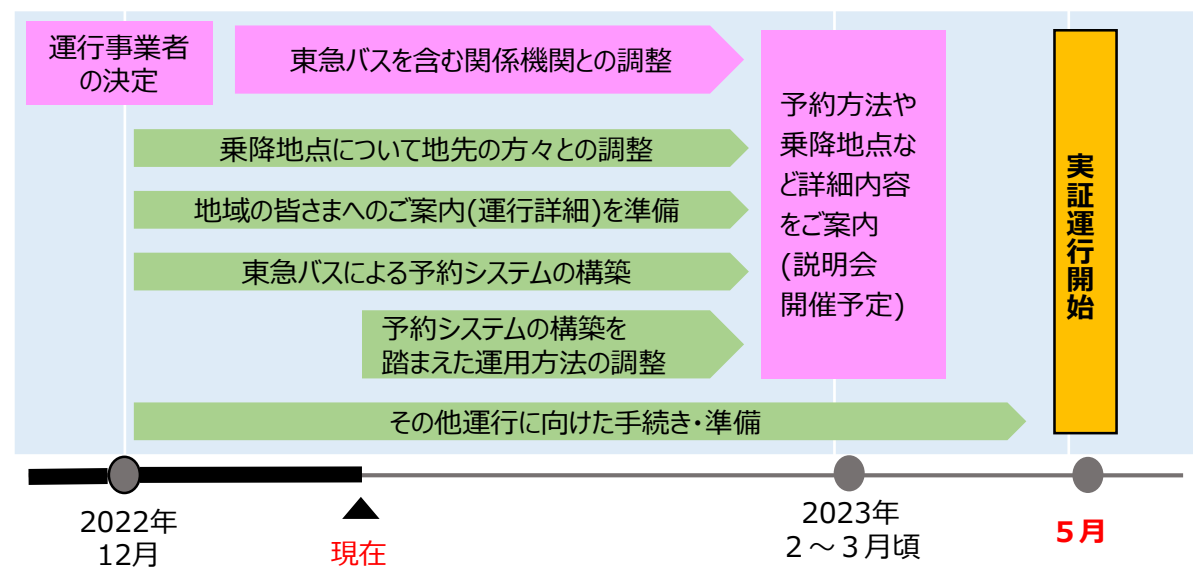 運行事業者
の決定
東急バスを含む関係機関との調整
乗降地点について地先の方々との調整
地域の皆さまへのご案内(運行詳細)を準備
東急バスによる予約システムの構築
予約システムの構築を
踏まえた運用方法の調整
その他運行に向けた手続き・準備
予約方法や
乗降地点な
ど詳細内容
をご案内
(説明会
開催予定)
実証運行開始
2022年
12月
現在
2023年
２～３月頃
５月